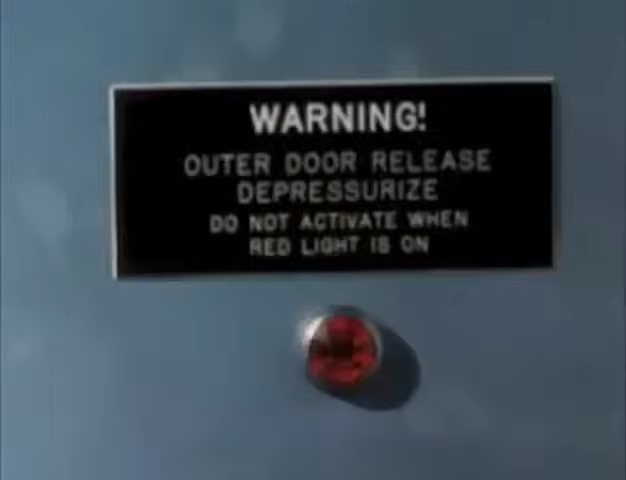 WARNING!
OUTER DOOR RELEASE
DEPRESSURIZE
DO NOT ACTIVATE WHEN
RED LIGHT IS ON